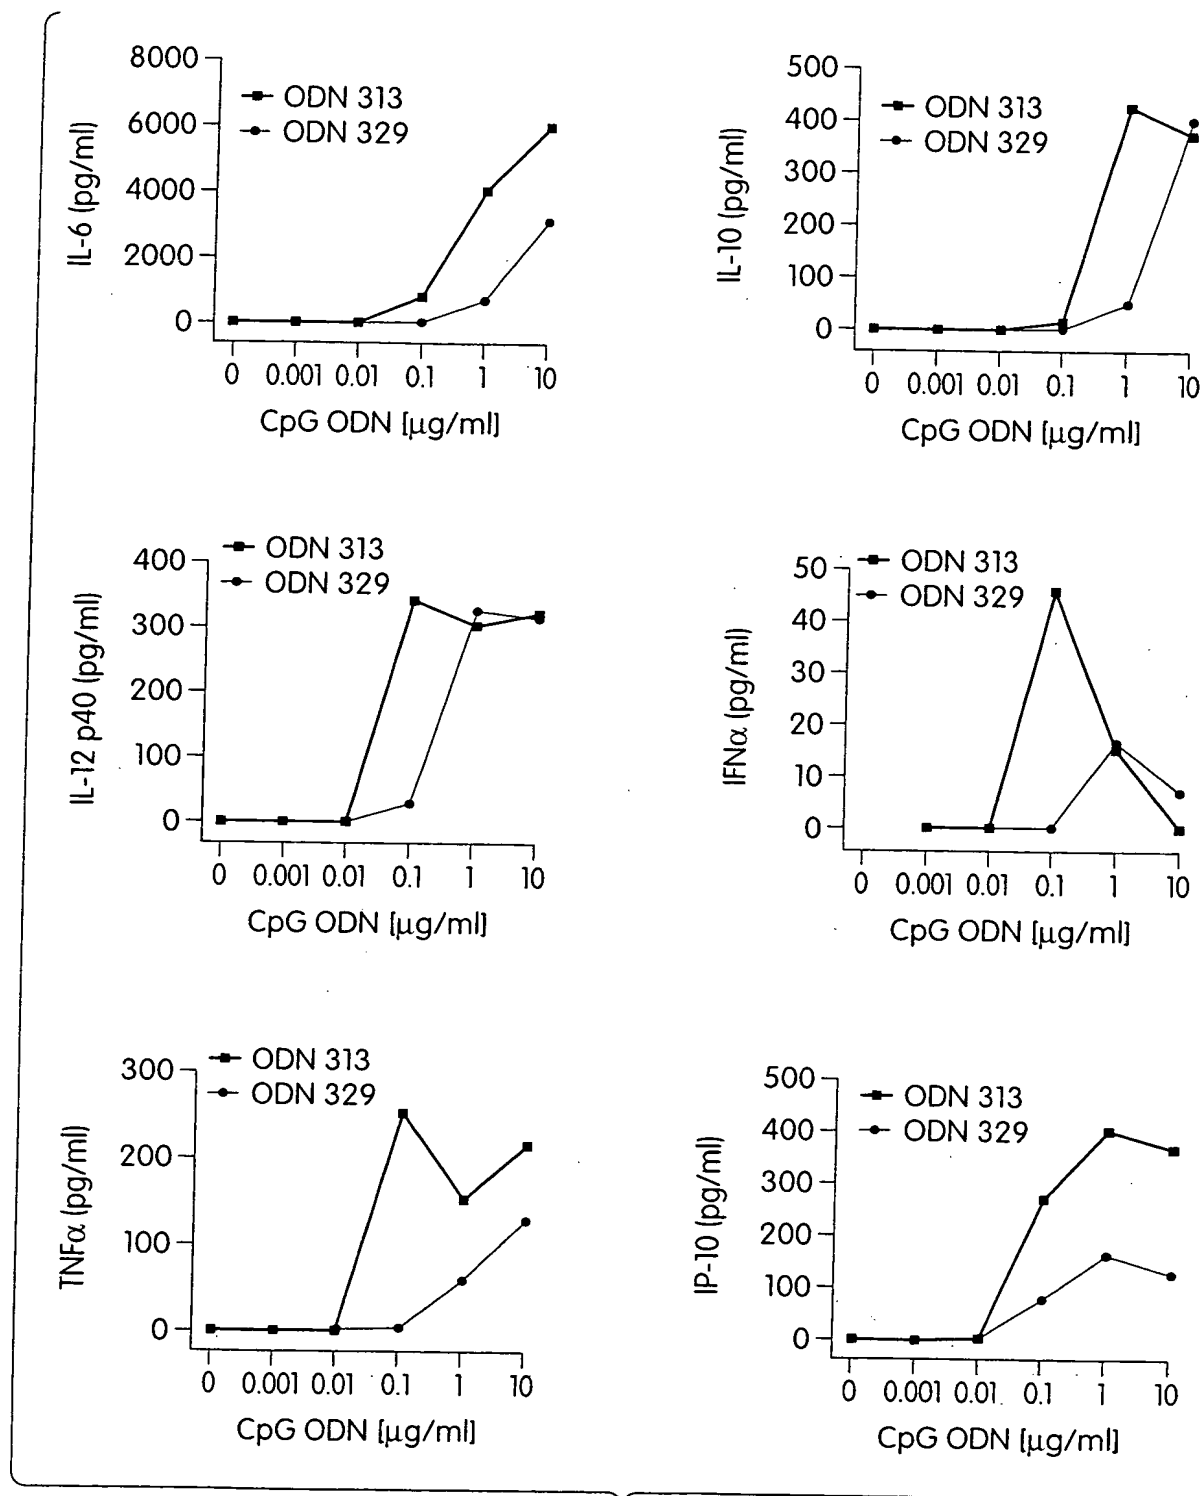 8000
6000
4000
2000
0
IL-6 (pg/ml)
ODN 313
ODN 329
0 0.001 0.01 0.1 1 10
CpG ODN [μg/ml]
500
400
300
200
100
0
IL-10 (pg/ml)
ODN 313
ODN 329
0 0.001 0.01 0.1 1 10
CpG ODN [μg/ml]
400
300
200
100
0
IL-12 p40 (pg/ml)
ODN 313
ODN 329
0 0.001 0.01 0.1 1 10
CpG ODN [μg/ml]
50
40
30
20
10
0
IFNα (pg/ml)
ODN 313
ODN 329
0 0.001 0.01 0.1 1 10
CpG ODN [μg/ml]
300
200
100
0
TNFα (pg/ml)
ODN 313
ODN 329
0 0.001 0.01 0.1 1 10
CpG ODN [μg/ml]
500
400
300
200
100
0
IP-10 (pg/ml)
ODN 313
ODN 329
0 0.001 0.01 0.1 1 10
CpG ODN [μg/ml]